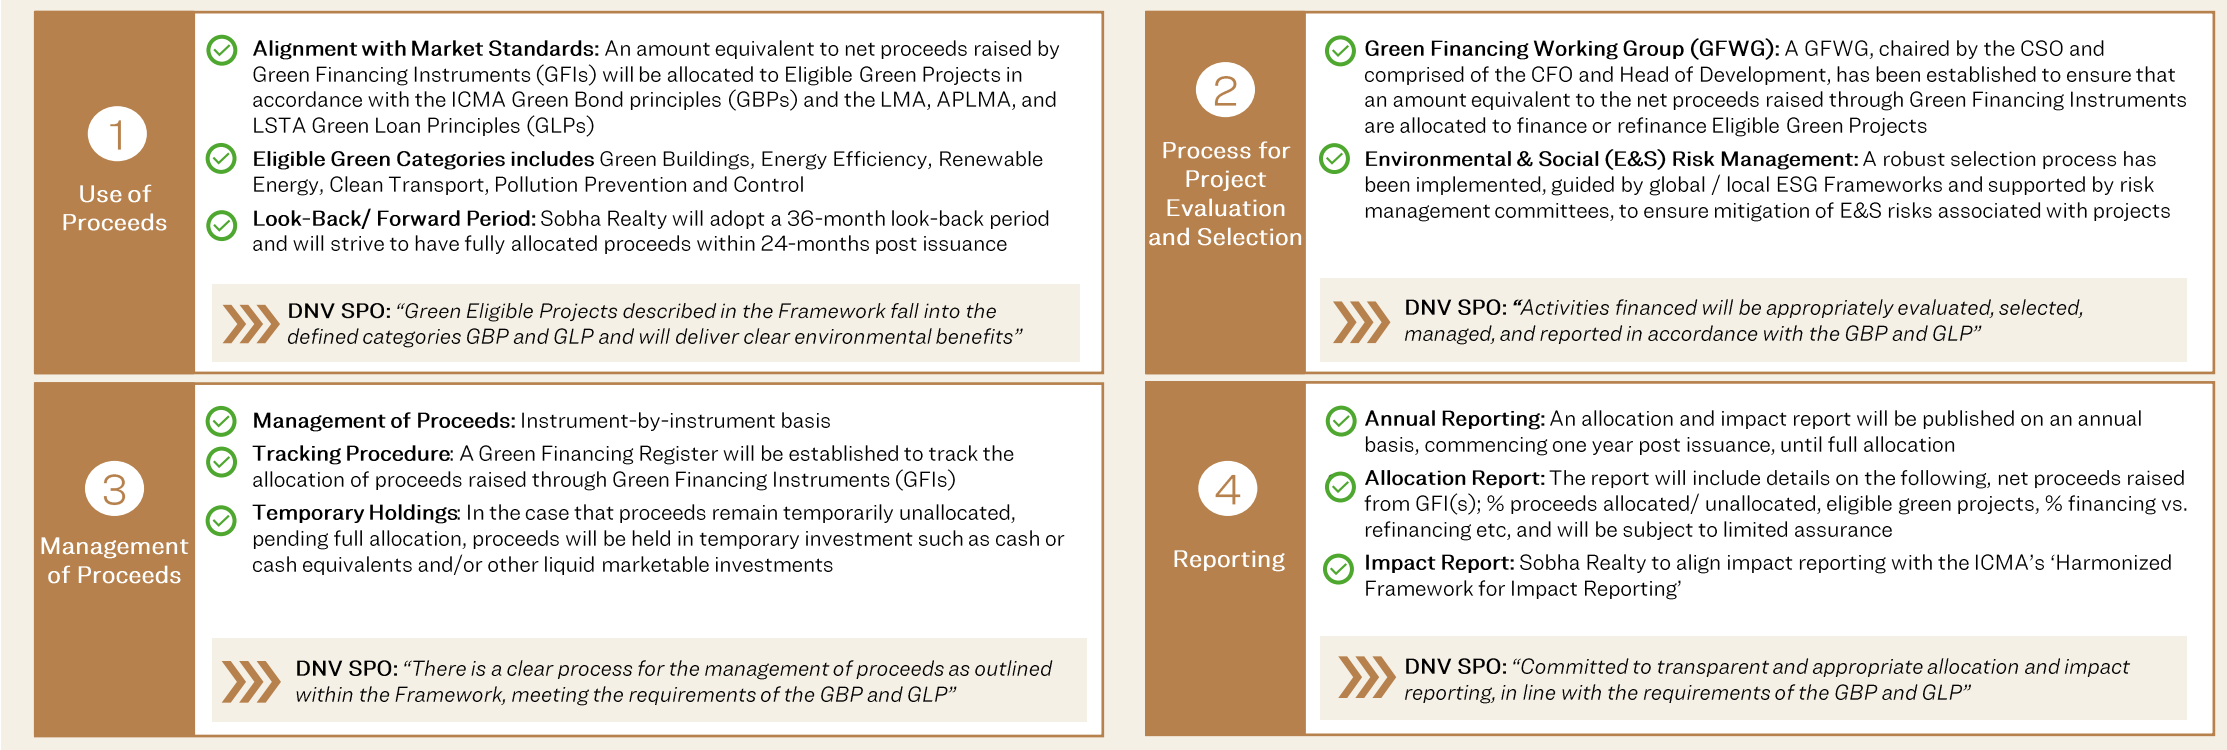 1
Use of
Proceeds
Alignment with Market Standards: An amount equivalent to net proceeds raised by
Green Financing Instruments (GFIs) will be allocated to Eligible Green Projects in
accordance with the ICMA Green Bond principles (GBPs) and the LMA, APLMA, and
LSTA Green Loan Principles (GLPs)
Eligible Green Categories includes Green Buildings, Energy Efficiency, Renewable
Energy, Clean Transport, Pollution Prevention and Control
Look-Back/ Forward Period: Sobha Realty will adopt a 36-month look-back period
and will strive to have fully allocated proceeds within 24-months post issuance
DNV SPO: “Green Eligible Projects described in the Framework fall into the
defined categories GBP and GLP and will deliver clear environmental benefits”
2
Process for
Project
Evaluation
and Selection
Green Financing Working Group (GFWG): A GFWG, chaired by the CSO and
comprised of the CFO and Head of Development, has been established to ensure that
an amount equivalent to the net proceeds raised through Green Financing Instruments
are allocated to finance or refinance Eligible Green Projects
Environmental & Social (E&S) Risk Management: A robust selection process has
been implemented, guided by global / local ESG Frameworks and supported by risk
management committees, to ensure mitigation of E&S risks associated with projects
DNV SPO: “Activities financed will be appropriately evaluated, selected,
managed, and reported in accordance with the GBP and GLP”
3
Management
of Proceeds
Management of Proceeds: Instrument-by-instrument basis
Tracking Procedure: A Green Financing Register will be established to track the
allocation of proceeds raised through Green Financing Instruments (GFIs)
Temporary Holdings: In the case that proceeds remain temporarily unallocated,
pending full allocation, proceeds will be held in temporary investment such as cash or
cash equivalents and/or other liquid marketable investments
DNV SPO: “There is a clear process for the management of proceeds as outlined
within the Framework, meeting the requirements of the GBP and GLP”
4
Reporting
Annual Reporting: An allocation and impact report will be published on an annual
basis, commencing one year post issuance, until full allocation
Allocation Report: The report will include details on the following, net proceeds raised
from GFI(s); % proceeds allocated/ unallocated, eligible green projects, % financing vs.
refinancing etc, and will be subject to limited assurance
Impact Report: Sobha Realty to align impact reporting with the ICMA’s ‘Harmonized
Framework for Impact Reporting’
DNV SPO: “Committed to transparent and appropriate allocation and impact
reporting, in line with the requirements of the GBP and GLP”